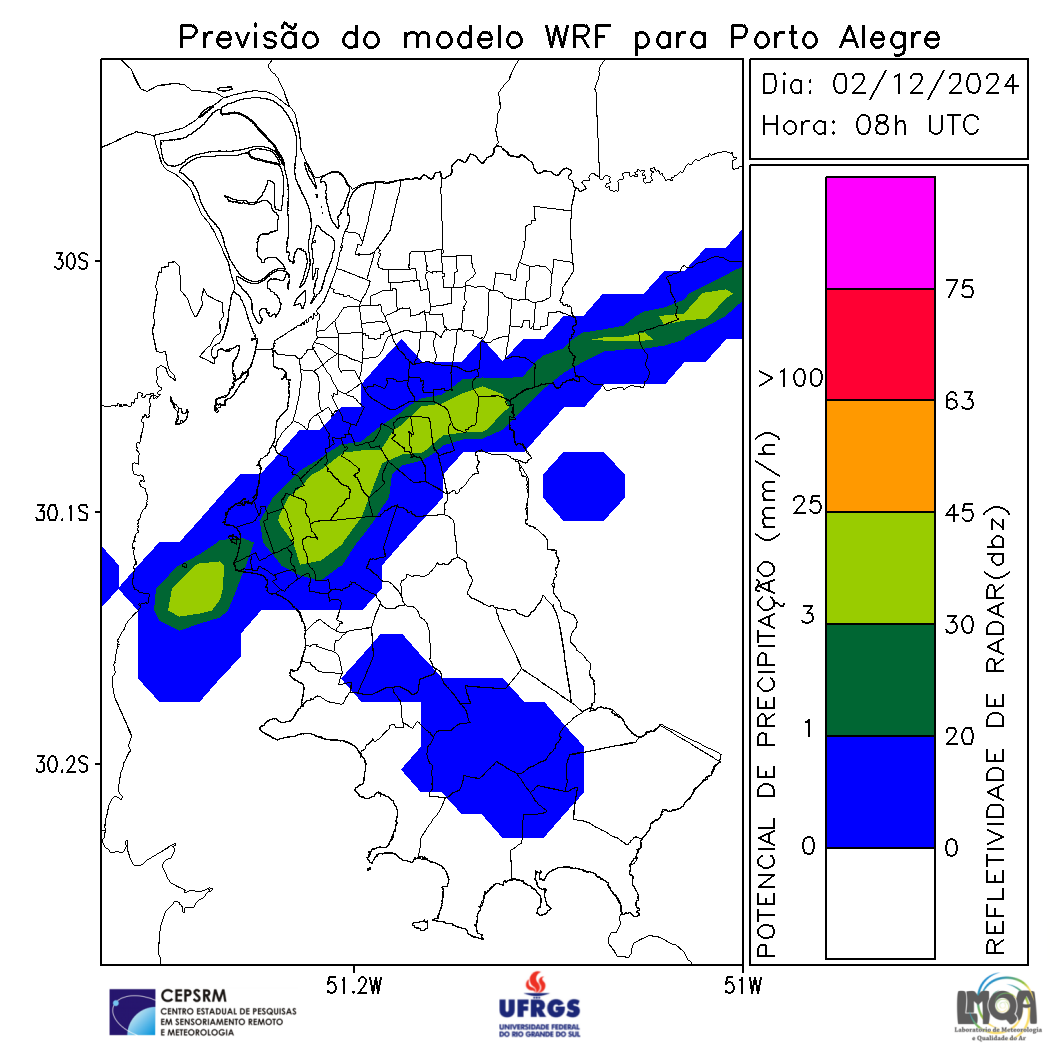 Previsão do modelo WRF para Porto Alegre
Dia: 02/12/2024
Hora: 08h UTC
30S
30.1S
30.2S
51.2W
51W
POTENCIAL DE PRECIPITAÇÃO (mm/h)
>100
25
3
1
0
75
63
45
30
20
0
REFLETIVIDADE DE RADAR(dbz)
CEPSRM
CENTRO ESTADUAL DE PESQUISAS
EM SENSORIAMENTO REMOTO
E METEOROLOGIA
UFRGS
UNIVERSIDADE FEDERAL
DO RIO GRANDE DO SUL
LMQA
Laboratório de Meteorologia
e Qualidade do Ar